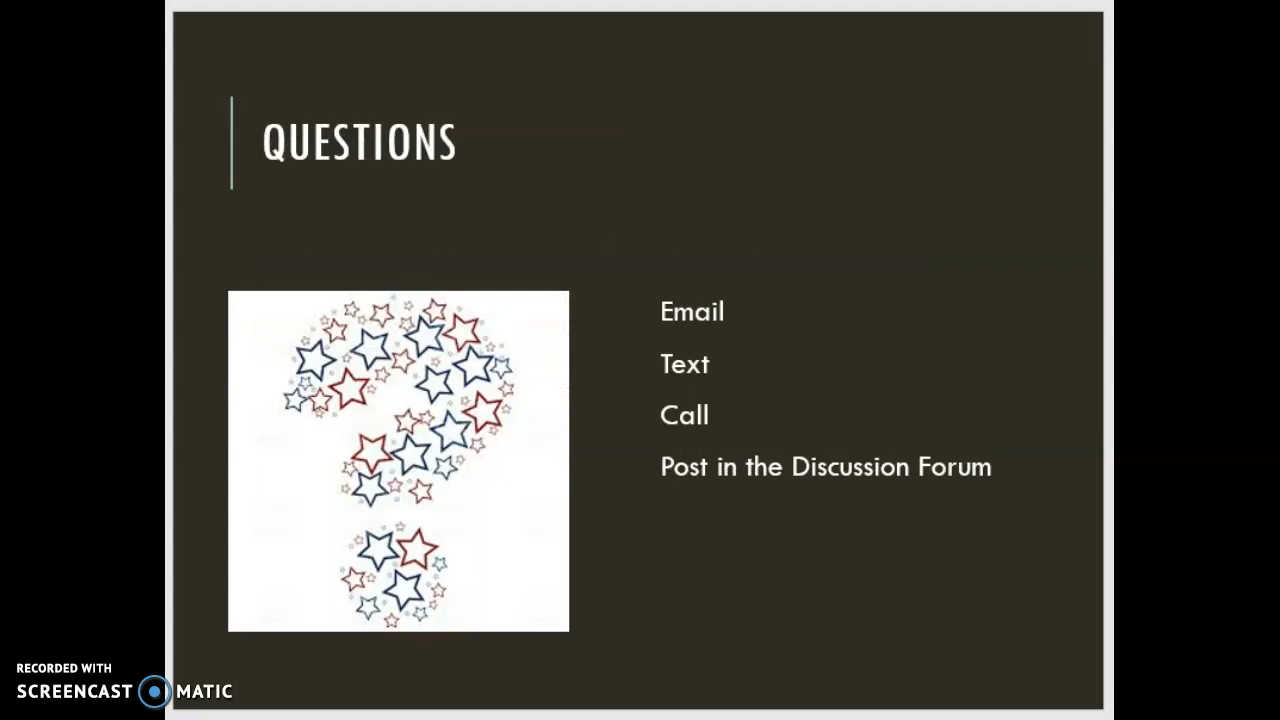 QUESTIONS
Email
Text
Call
Post in the Discussion Forum
RECORDED WITH
SCREENCAST MATIC